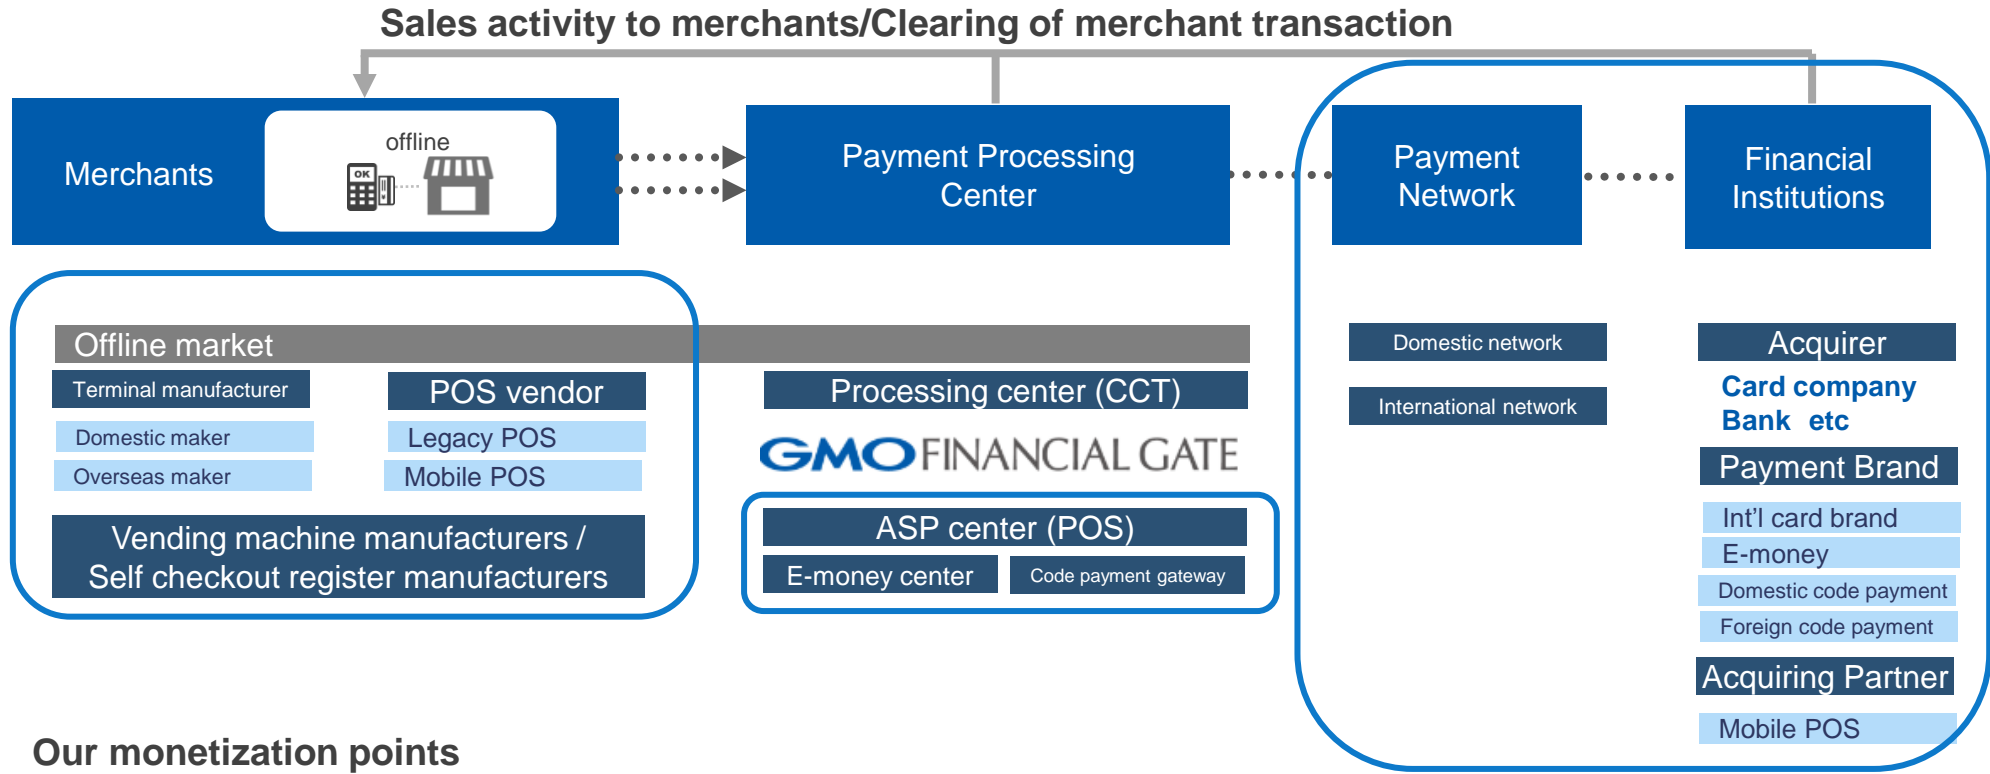 Sales activity to merchants/Clearing of merchant transaction
Merchants
offline
OK
Payment Processing
Center
Payment
Network
Financial
Institutions
Offline market
Terminal manufacturer
Domestic maker
Overseas maker
POS vendor
Legacy POS
Mobile POS
Vending machine manufacturers /
Self checkout register manufacturers
Processing center (CCT)
GMO FINANCIAL GATE
ASP center (POS)
E-money center
Code payment gateway
Domestic network
International network
Acquirer
Card company
Bank etc
Payment Brand
Int'l card brand
E-money
Domestic code payment
Foreign code payment
Acquiring Partner
Mobile POS
Our monetization points